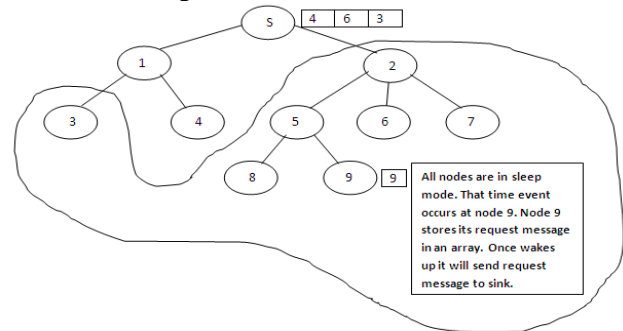 S
4 6 3
1
2
3
4
5
6
7
8
9
9
All nodes are in sleep
mode. That time event
occurs at node 9. Node 9
stores its request message
in an array. Once wakes
up it will send request
message to sink.